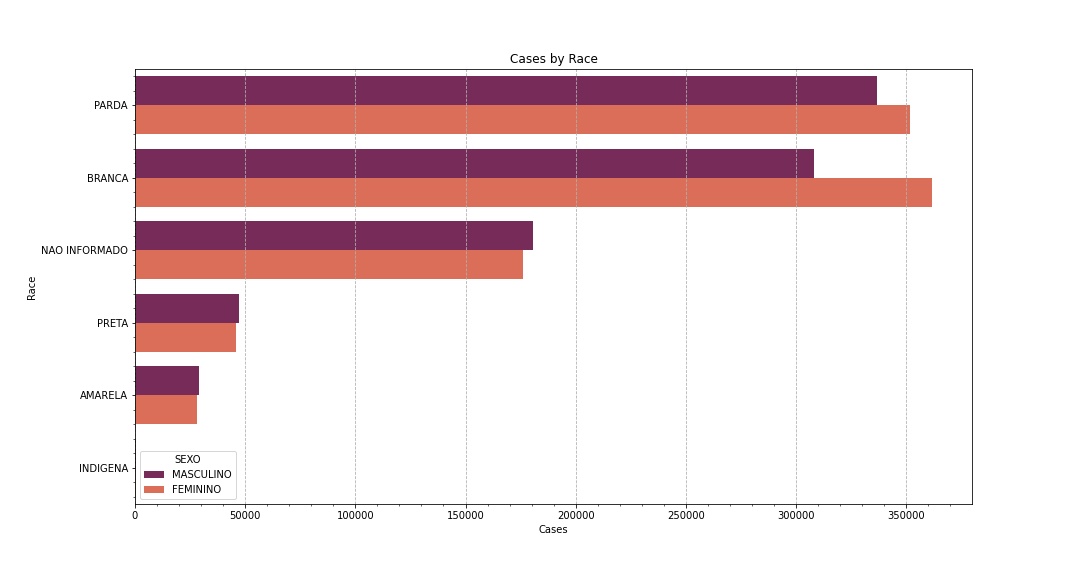 Cases by Race
PARDA
BRANCA
NAO INFORMADO
PRETA
AMARELA
INDIGENA
Race
SEXO
MASCULINO
FEMININO
0 50000 100000 150000 200000 250000 300000 350000
Cases